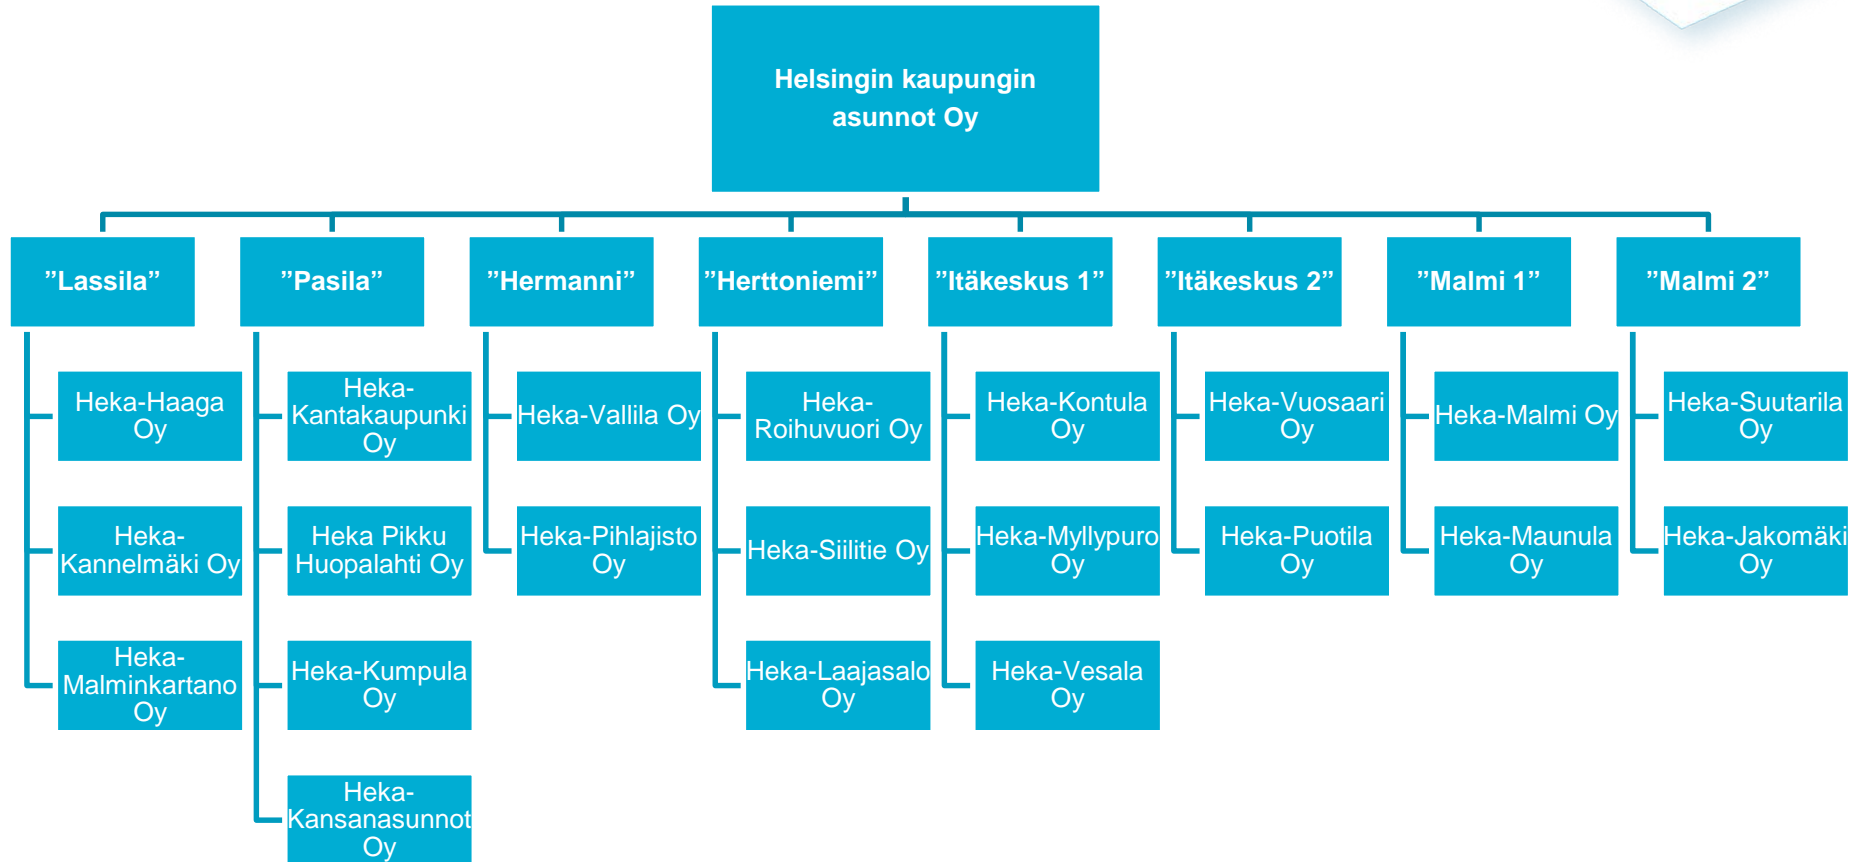 Helsingin kaupungin
asunnot Oy
”Lassila”
”Pasila”
”Hermanni”
”Herttoniemi”
”Itäkeskus 1”
”Itäkeskus 2”
”Malmi 1”
”Malmi 2”
Heka-Haaga
Oy
Heka-
Kannelmäki Oy
Heka-
Malminkartano
Oy
Heka-
Kantakaupunki
Oy
Heka Pikku
Huopalahti Oy
Heka-Kumpula
Oy
Heka-
Kansanasunnot
Oy
Heka-Vallila Oy
Heka-Pihlajisto
Oy
Heka-
Roihuvuori Oy
Heka-Siilitie Oy
Heka-Laajasalo
Oy
Heka-Kontula
Oy
Heka-Myllypuro
Oy
Heka-Vesala
Oy
Heka-Vuosaari
Oy
Heka-Puotila
Oy
Heka-Malmi Oy
Heka-Maunula
Oy
Heka-Suutarila
Oy
Heka-Jakomäki
Oy